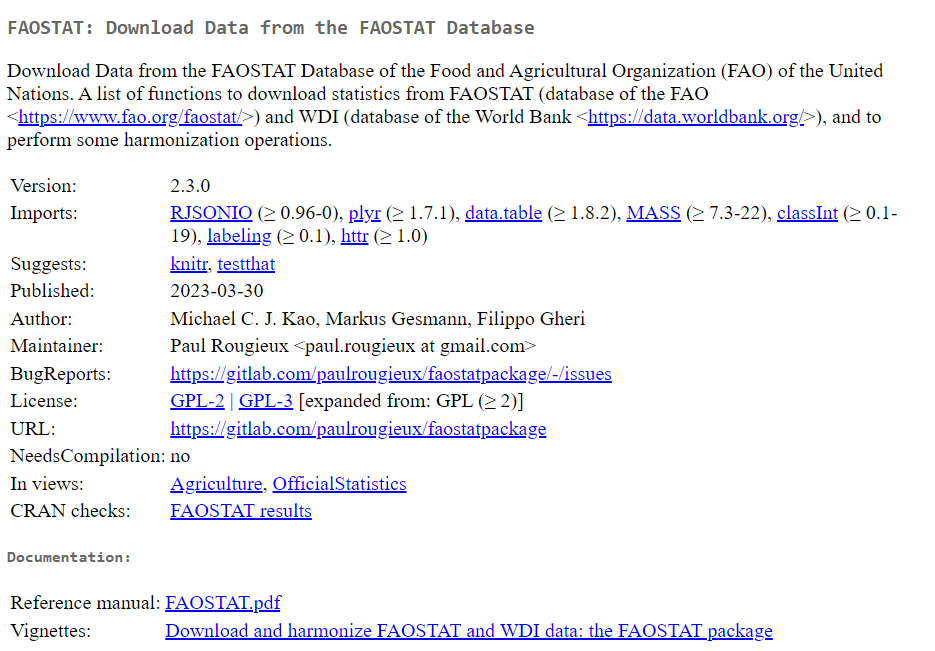 FAOSTAT: Download Data from the FAOSTAT Database
Download Data from the FAOSTAT Database of the Food and Agricultural Organization (FAO) of the United
Nations. A list of functions to download statistics from FAOSTAT (database of the FAO
<https://www.fao.org/faostat/>) and WDI (database of the World Bank <https://data.worldbank.org/>), and to
perform some harmonization operations.
Version: 2.3.0
Imports: RJSONIO (≥ 0.96-0), plyr (≥ 1.7.1), data.table (≥ 1.8.2), MASS (≥ 7.3-22), classInt (≥ 0.1-
19), labeling (≥ 0.1), httr (≥ 1.0)
Suggests: knitr, testthat
Published: 2023-03-30
Author: Michael C. J. Kao, Markus Gesmann, Filippo Gheri
Maintainer: Paul Rougieux <paul.rougieux at gmail.com>
BugReports: https://gitlab.com/paulrougieux/faostatpackage/-/issues
License: GPL-2 | GPL-3 [expanded from: GPL (≥ 2)]
URL: https://gitlab.com/paulrougieux/faostatpackage
NeedsCompilation: no
In views: Agriculture, OfficialStatistics
CRAN checks: FAOSTAT results
Documentation:
Reference manual: FAOSTAT.pdf
Vignettes: Download and harmonize FAOSTAT and WDI data: the FAOSTAT package